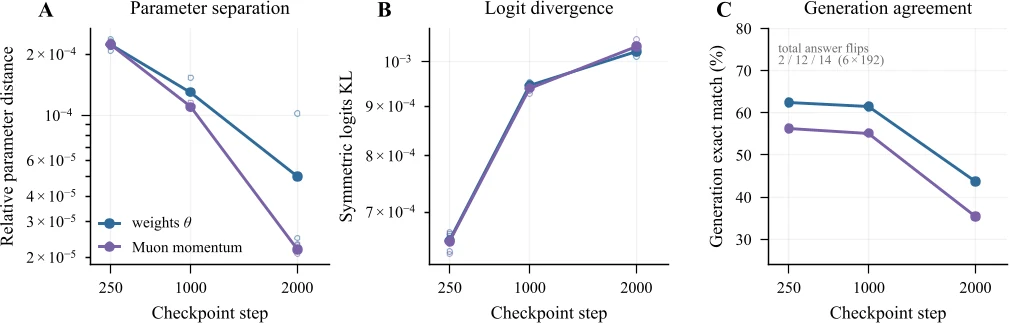 A Parameter separation
Relative parameter distance
2 × 10⁻⁴
10⁻⁴
6 × 10⁻⁵
4 × 10⁻⁵
3 × 10⁻⁵
2 × 10⁻⁵
weights θ
Muon momentum
250 1000 2000
Checkpoint step
B Logit divergence
Symmetric logits KL
10⁻³
9 × 10⁻⁴
8 × 10⁻⁴
7 × 10⁻⁴
250 1000 2000
Checkpoint step
C Generation agreement
Generation exact match (%)
80
70
60
50
40
30
total answer flips
2 / 12 / 14 (6×192)
250 1000 2000
Checkpoint step